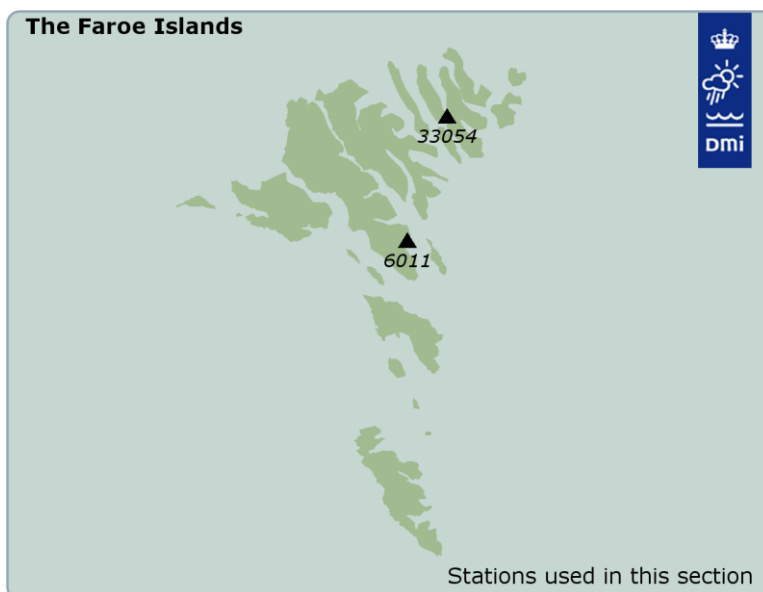 The Faroe Islands
DMi
33054
6011
Stations used in this section